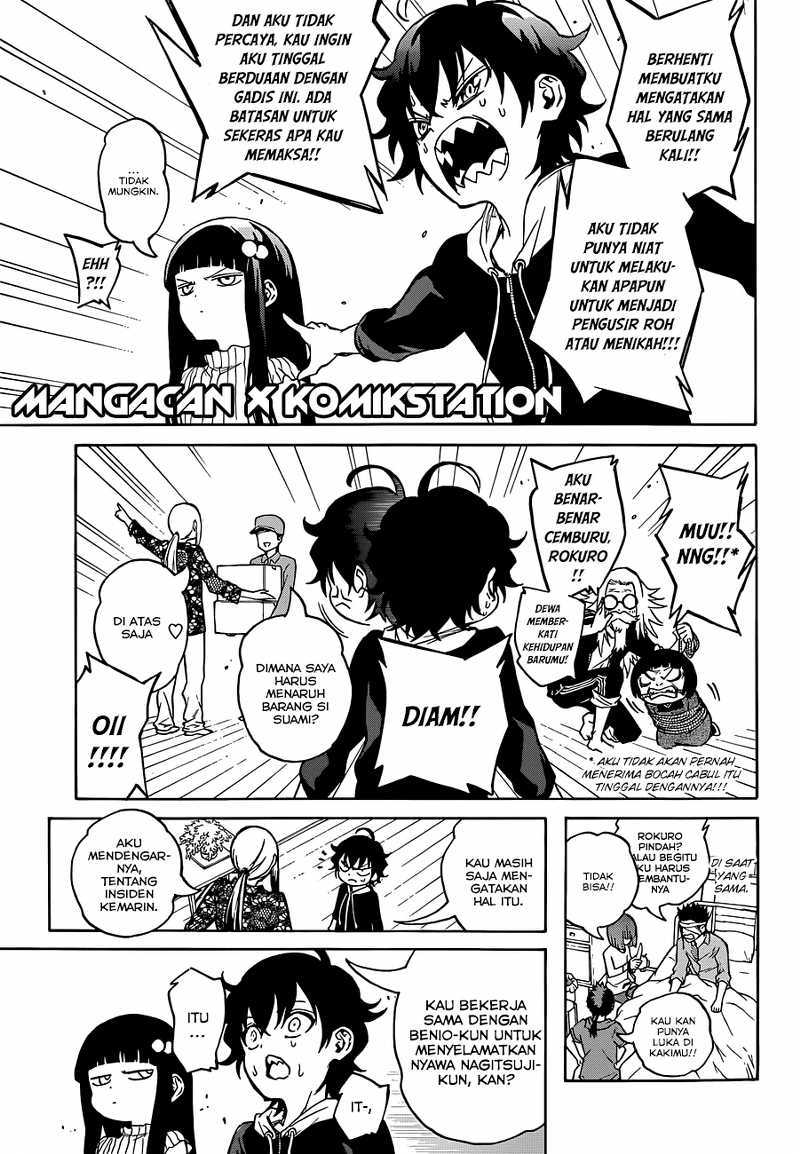 BERHENTI
MEMBUATKU
MENGATAKAN
HAL YANG SAMA
BERULANG
KALI!!
DAN AKU TIDAK
PERCAYA, KAU INGIN
AKU TINGGAL
BERDUAAN DENGAN
GADIS INI. ADA
BATASAN UNTUK
SEKERAS APA KAU
MEMAKSA!!
AKU TIDAK
PUNYA NIAT
UNTUK MELAKU-
KAN APAPUN
UNTUK MENJADI
PENGUSIR ROH
ATAU MENIKAH!!!
...
TIDAK
MUNGKIN.
EHH
?!!
MANGACAN X KOMIKSTATION
MUU!!
NNG!!*
AKU
BENAR-
BENAR
CEMBURU,
ROKURO
!!
DEWA
MEMBER-
KATI
KEHIDUPAN
BARUMU!
* AKU TIDAK AKAN PERNAH
MENERIMA BOCAH CABUL ITU
TINGGAL DENGANNYA!!!
DIAM!!
DIMANA SAYA
HARUS
MENARUH
BARANG SI
SUAMI?
DI ATAS
SAJA
♡
OII
!!!!
DI SAAT
YANG
SAMA.
ROKURO
PINDAH?
ALAU BEGITU
KU HARUS
EMBANTU-
NYA
TIDAK
BISA!!
KAU KAN
PUNYA
LUKA DI
KAKIMU!!
KAU MASIH
SAJA MEN-
GATAKAN
HAL ITU.
AKU
MENDENGAR-
NYA,
TENTANG
INSIDEN
KEMARIN.
KAU BEKERJA
SAMA DENGAN
BENIO-KUN UNTUK
MENYELAMATKAN
NYAWA NAGITSUJI-
KUN, KAN?
IT-,
ITU
...